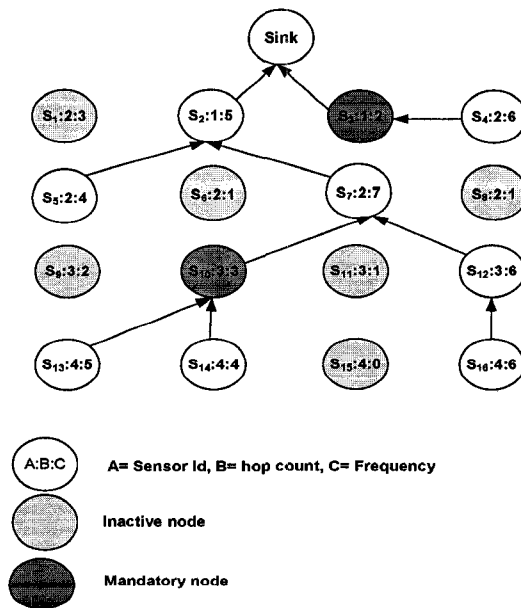 Sink
S1:2:3 S2:1:5 S3:1:2 S4:2:6
S5:2:4 S6:2:1 S7:2:7 S8:2:1
S9:3:2 S10:3:3 S11:3:1 S12:3:6
S13:4:5 S14:4:4 S15:4:0 S16:4:6
A:B:C A= Sensor Id, B= hop count, C= Frequency
Inactive node
Mandatory node